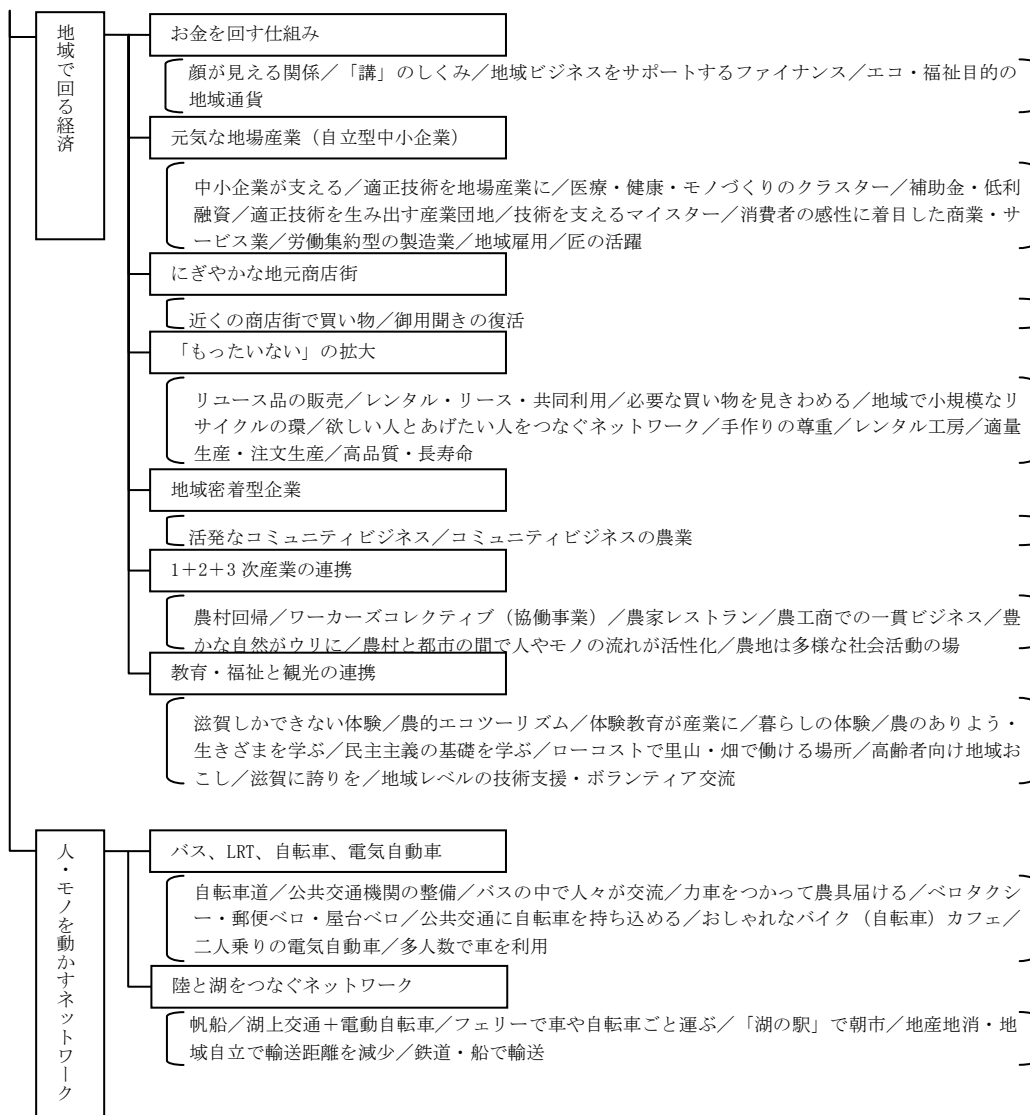 地域で回る経済
お金を回す仕組み
顔が見える関係／「講」のしくみ／地域ビジネスをサポートするファイナンス／エコ・福祉目的の
地域通貨
元気な地場産業（自立型中小企業）
中小企業が支える／適正技術を地場産業に／医療・健康・モノづくりのクラスター／補助金・低利
融資／適正技術を生み出す産業団地／技術を支えるマイスター／消費者の感性に着目した商業・サ
ービス業／労働集約型の製造業／地域雇用／匠の活躍
にぎやかな地元商店街
近くの商店街で買い物／御用聞きの復活
「もったいない」の拡大
リユース品の販売／レンタル・リース・共同利用／必要な買い物を見きわめる／地域で小規模なリ
サイクルの環／欲しい人とあげたい人をつなぐネットワーク／手作りの尊重／レンタル工房／適量
生産・注文生産／高品質・長寿命
地域密着型企業
活発なコミュニティビジネス／コミュニティビジネスの農業
1＋2＋3 次産業の連携
農村回帰／ワーカーズコレクティブ（協働事業）／農家レストラン／農工商での一貫ビジネス／豊
かな自然がウリに／農村と都市の間で人やモノの流れが活性化／農地は多様な社会活動の場
教育・福祉と観光の連携
滋賀しかできない体験／農的エコツーリズム／体験教育が産業に／暮らしの体験／農のありよう・
生きざまを学ぶ／民主主義の基礎を学ぶ／ローコストで里山・畑で働ける場所／高齢者向け地域お
こし／滋賀に誇りを／地域レベルの技術支援・ボランティア交流
人・モノを動かすネットワーク
バス、LRT、自転車、電気自動車
自転車道／公共交通機関の整備／バスの中で人々が交流／力車をつかって農具届ける／ベロタクシ
ー・郵便ベロ・屋台ベロ／公共交通に自転車を持ち込める／おしゃれなバイク（自転車）カフェ／
二人乗りの電気自動車／多人数で車を利用
陸と湖をつなぐネットワーク
帆船／湖上交通＋電動自転車／フェリーで車や自転車ごと運ぶ／「湖の駅」で朝市／地産地消・地
域自立で輸送距離を減少／鉄道・船で輸送